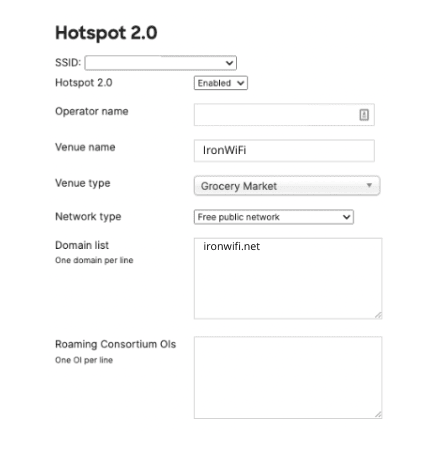 Hotspot 2.0
SSID:
Hotspot 2.0 Enabled
Operator name
Venue name IronWiFi
Venue type Grocery Market
Network type Free public network
Domain list ironwifi.net
One domain per line
Roaming Consortium OIs
One OI per line